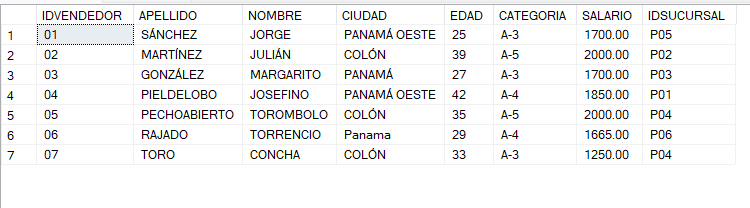 IDVENDEDOR APELLIDO NOMBRE CIUDAD EDAD CATEGORIA SALARIO IDSUCURSAL
1 01 SÁNCHEZ JORGE PANAMÁ OESTE 25 A-3 1700.00 P05
2 02 MARTÍNEZ JULIÁN COLÓN 39 A-5 2000.00 P02
3 03 GONZÁLEZ MARGARITO PANAMÁ 27 A-3 1700.00 P03
4 04 PIELDELOBO JOSEFINO PANAMÁ OESTE 42 A-4 1850.00 P01
5 05 PECHOABIERTO TOROMBOLO COLÓN 35 A-5 2000.00 P04
6 06 RAJADO TORRENCIO Panama 29 A-4 1665.00 P06
7 07 TORO CONCHA COLÓN 33 A-3 1250.00 P04